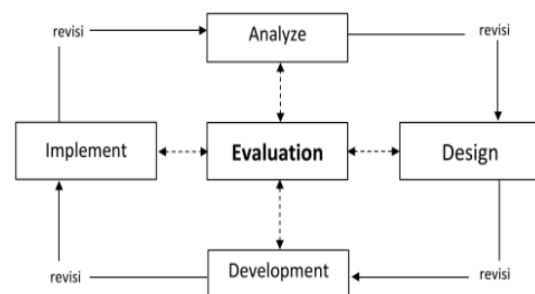 revisi
Analyze
revisi
Implement
Evaluation
Design
revisi
Development
revisi